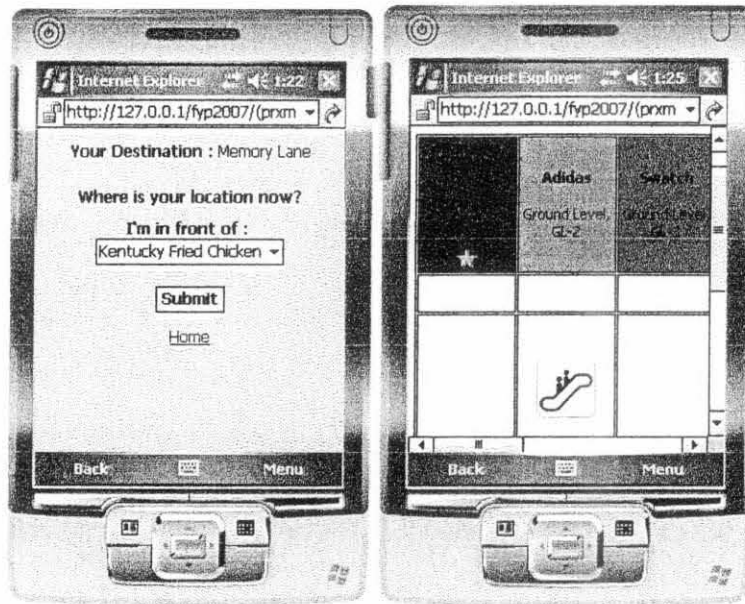 Internet Explorer 1:22
http://127.0.0.1/fyp2007/(prxm
Your Destination : Memory Lane
Where is your location now?
I'm in front of :
Kentucky Fried Chicken
Submit
Home
Back Menu
Internet Explorer 1:25
http://127.0.0.1/fyp2007/(prxm
Adidas
Ground Level,
GL-2
Swatch
Ground Level,
Back Menu